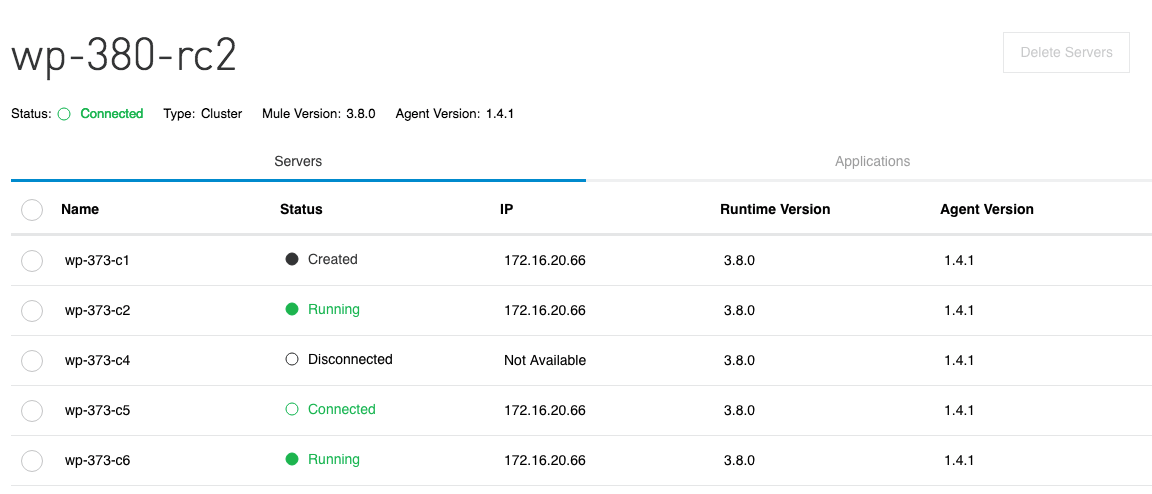 wp-380-rc2
Delete Servers
Status: Connected Type: Cluster Mule Version: 3.8.0 Agent Version: 1.4.1
Servers Applications
Name Status IP Runtime Version Agent Version
wp-373-c1 Created 172.16.20.66 3.8.0 1.4.1
wp-373-c2 Running 172.16.20.66 3.8.0 1.4.1
wp-373-c4 Disconnected Not Available 3.8.0 1.4.1
wp-373-c5 Connected 172.16.20.66 3.8.0 1.4.1
wp-373-c6 Running 172.16.20.66 3.8.0 1.4.1